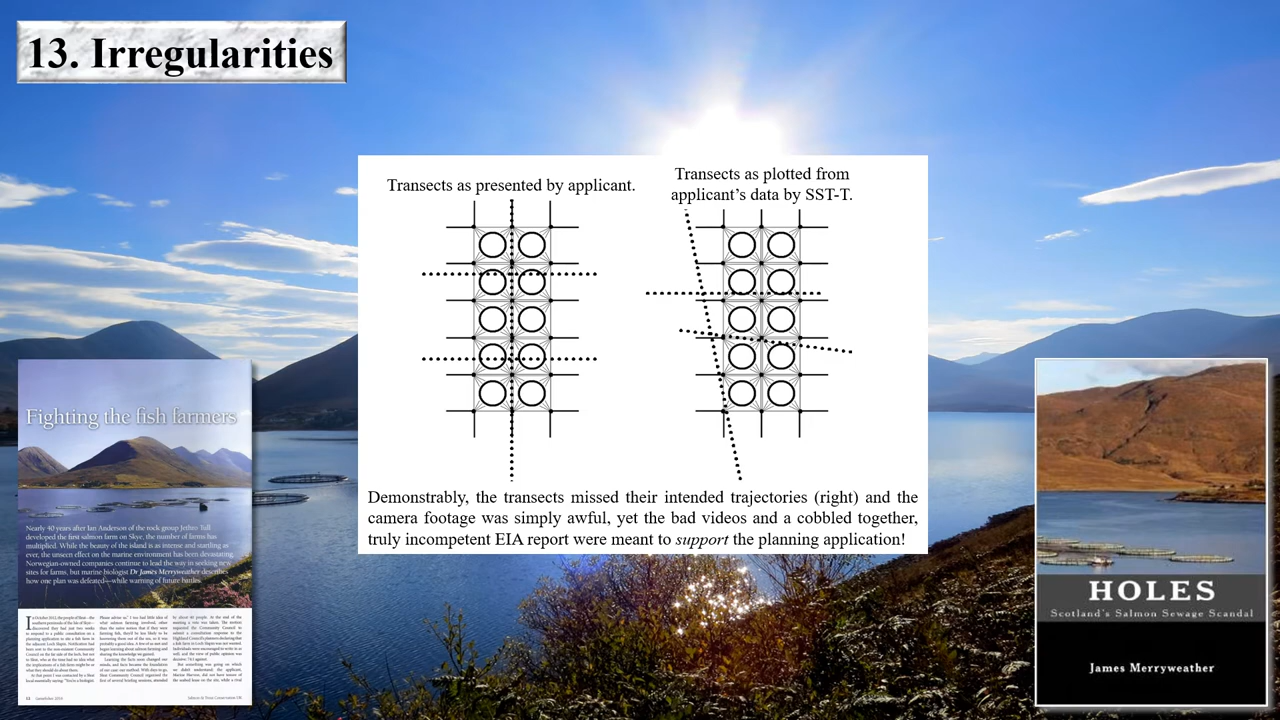 13. Irregularities
Transects as presented by applicant.
Transects as plotted from
applicant's data by SST-T.
Demonstrably, the transects missed their intended trajectories (right) and the
camera footage was simply awful, yet the bad videos and cobbled together,
truly incompetent EIA report were meant to support the planning application!
Fighting the fish farmers
Nearly 40 years after Ian Anderson of the rock group Jethro Tull
developed the first salmon farm on Skye, the number of farms has
multiplied. While the beauty of the island is as intense and startling as
ever, the unseen effect on the marine environment has been devastating.
Norwegian-owned companies continue to lead the way in seeking new
sites for farms, but marine biologist Dr James Merryweather describes
how one plan was defeated—while warning of future battles.
HOLES
Scotland's Salmon Sewage Scandal
James Merryweather